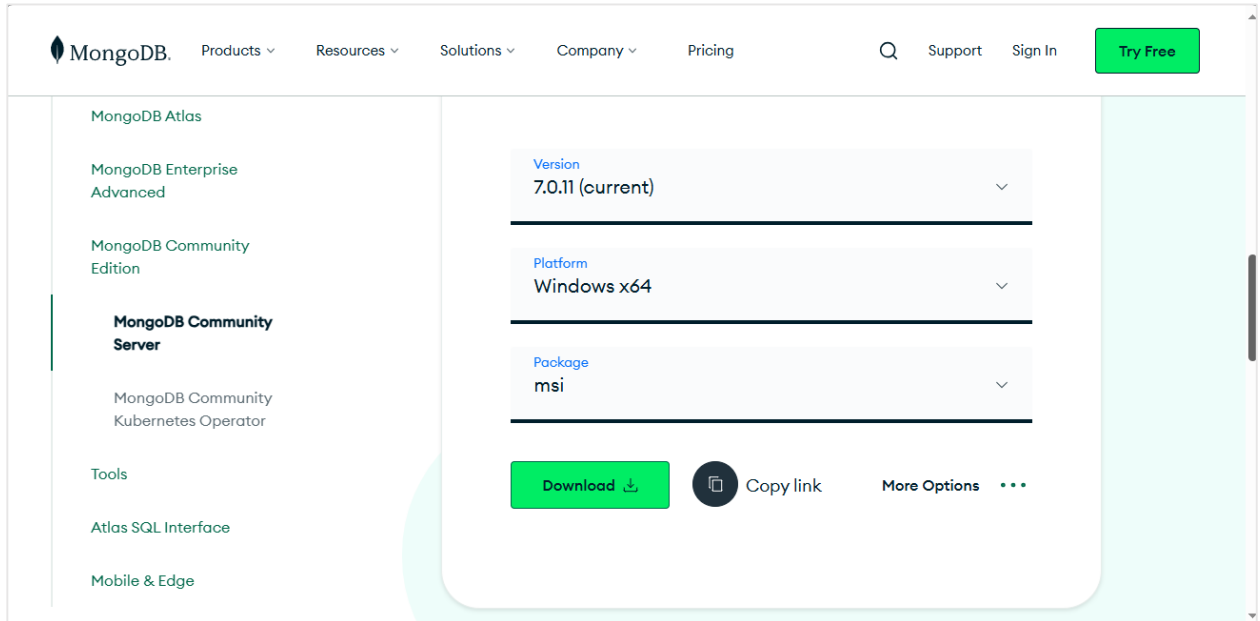 MongoDB.
Products
Resources
Solutions
Company
Pricing
Support
Sign In
Try Free
MongoDB Atlas
MongoDB Enterprise
Advanced
MongoDB Community
Edition
MongoDB Community
Server
MongoDB Community
Kubernetes Operator
Tools
Atlas SQL Interface
Mobile & Edge
Version
7.0.11 (current)
Platform
Windows x64
Package
msi
Download
Copy link
More Options